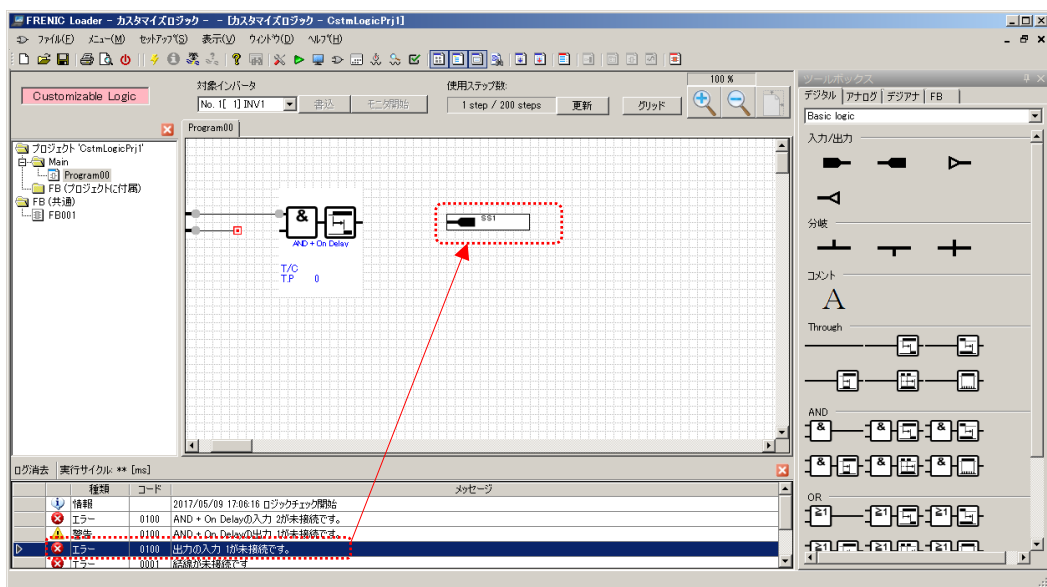 FRENIC Loader - カスタマイズロジック - - [カスタマイズロジック - CstmLogicPrj1]
ファイル(F) メニュー(M) セットアップ(S) 表示(V) ウィンドウ(D) ヘルプ(H)
Customizable Logic
対象インバータ
No. 1[ 1] INV1
書込
モニタ開始
使用ステップ数:
1 step / 200 steps
更新
グリッド
100 %
プロジェクト 'CstmLogicPrj1'
Main
Program00
FB (プロジェクトに付属)
FB (共通)
FB001
Program00
&
AND + On Delay
T/C
T.P 0
SS1
ツールボックス
デジタル アナログ デジアナ FB
Basic logic
入力/出力
分岐
コメント
A
Through
AND
& & &
& & &
OR
≧1 ≧1 ≧1
≧1 ≧1 ≧1
ログ消去 実行サイクル: ** [ms]
種類 コード メッセージ
情報 2017/05/09 17:06:16 ロジックチェック開始
エラー 0100 AND + On Delayの入力 2が未接続です。
警告 0100 AND + On Delayの出力 1が未接続です。
エラー 0100 出力の入力 1が未接続です。
エラー 0001 結線が未接続です